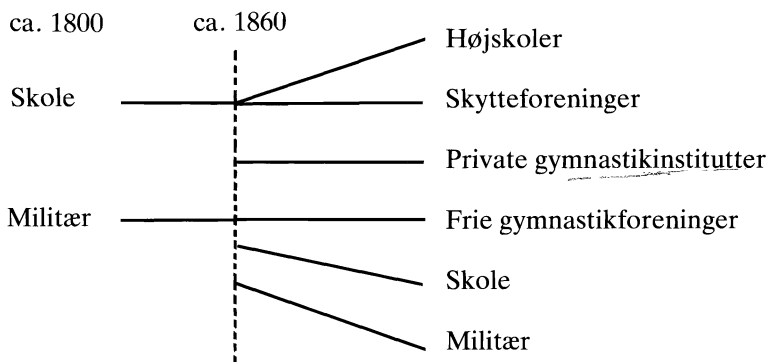 ca. 1800 ca. 1860
Højskoler
Skole Skytteforeninger
Private gymnastikinstitutter
Militær Frie gymnastikforeninger
Skole
Militær